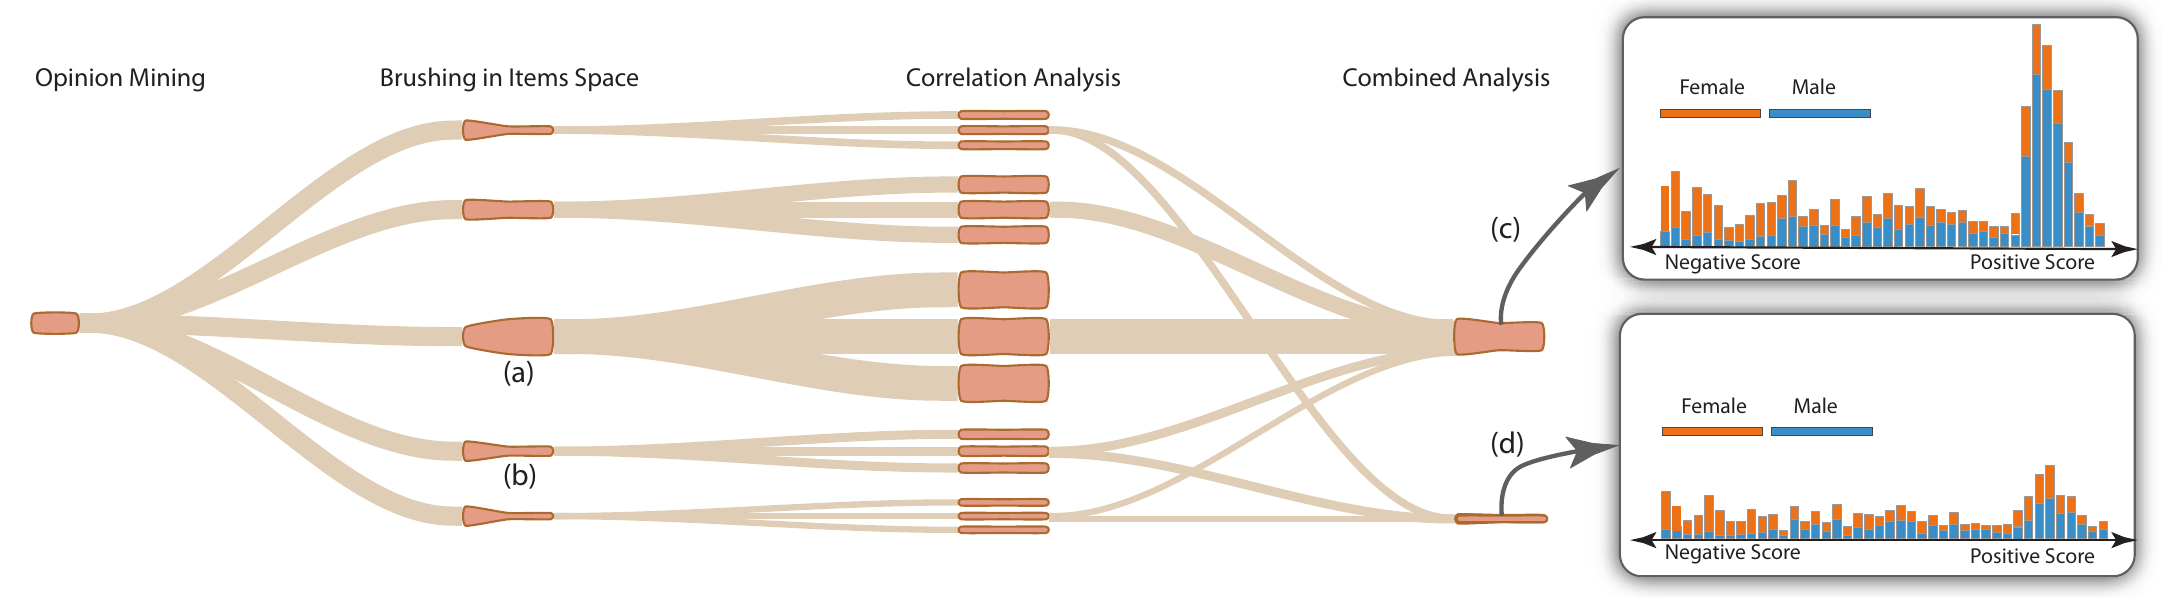 Opinion Mining
Brushing in Items Space
Correlation Analysis
Combined Analysis
(a)
(b)
(c)
(d)
Female Male
Negative Score Positive Score
Female Male
Negative Score Positive Score